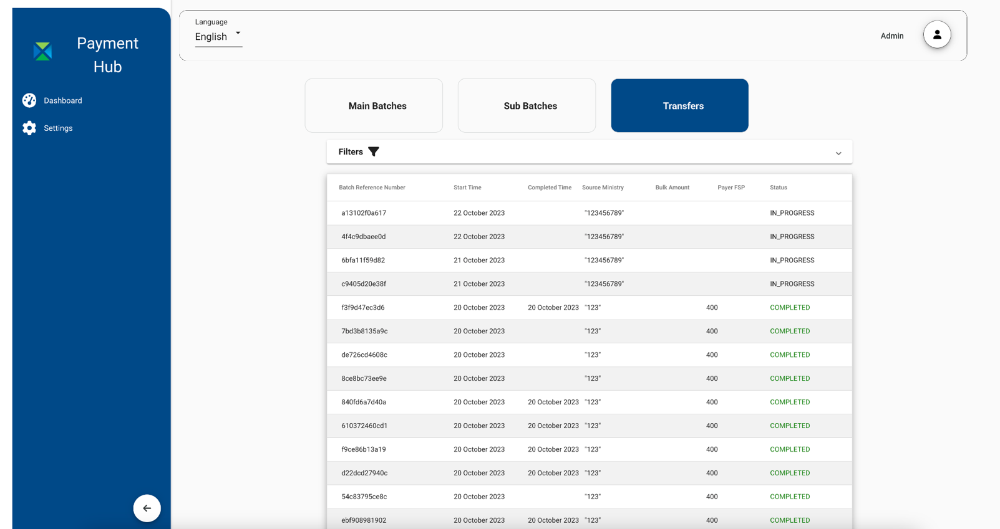 Payment
Hub
Dashboard
Settings
Language
English
Admin
Main Batches
Sub Batches
Transfers
Filters
Batch Reference Number Start Time Completed Time Source Ministry Bulk Amount Payer FSP Status
a13102f0a617 22 October 2023 "123456789" IN_PROGRESS
4f4c9dbaee0d 22 October 2023 "123456789" IN_PROGRESS
6bfa11f59d82 21 October 2023 "123456789" IN_PROGRESS
c9405d20e38f 21 October 2023 "123456789" IN_PROGRESS
f3f9d47ec3d6 20 October 2023 20 October 2023 "123" 400 COMPLETED
7bd3b8135a9c 20 October 2023 "123" 400 COMPLETED
de726cd4608c 20 October 2023 "123" 400 COMPLETED
8ce8bc73ee9e 20 October 2023 "123" 400 COMPLETED
840fd6a7d40a 20 October 2023 20 October 2023 "123" 400 COMPLETED
610372460cd1 20 October 2023 20 October 2023 "123" 400 COMPLETED
f9ce86b13a19 20 October 2023 20 October 2023 "123" 400 COMPLETED
d22dcd27940c 20 October 2023 20 October 2023 "123" 400 COMPLETED
54c83795ce8c 20 October 2023 "123" 400 COMPLETED
ebf908981902 20 October 2023 20 October 2023 "123" 400 COMPLETED